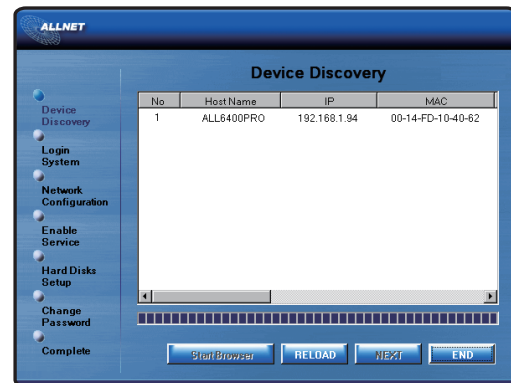 ALLNET
Device Discovery
Device
Discovery
Login
System
Network
Configuration
Enable
Service
Hard Disks
Setup
Change
Password
Complete
No Host Name IP MAC
1 ALL6400PRO 192.168.1.94 00-14-FD-10-40-62
Start Browser RELOAD NEXT END